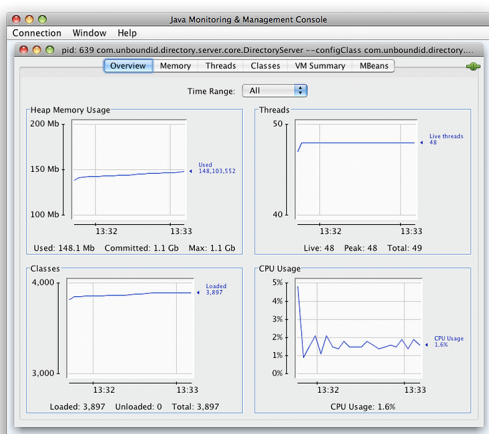 Java Monitoring & Management Console
Connection Window Help
pid: 639 com.unboundid.directory.server.core.DirectoryServer --configClass com.unboundid.directory....
Overview Memory Threads Classes VM Summary MBeans
Time Range: All
Heap Memory Usage
200 Mb
150 Mb
100 Mb
Used
148,103,552
13:32 13:33
Used: 148.1 Mb Committed: 1.1 Gb Max: 1.1 Gb
Threads
50
40
Live threads
48
13:32 13:33
Live: 48 Peak: 48 Total: 49
Classes
4,000
3,000
Loaded
3,897
13:32 13:33
Loaded: 3,897 Unloaded: 0 Total: 3,897
CPU Usage
5%
4%
3%
2%
1%
0%
CPU Usage
1.6%
13:32 13:33
CPU Usage: 1.6%